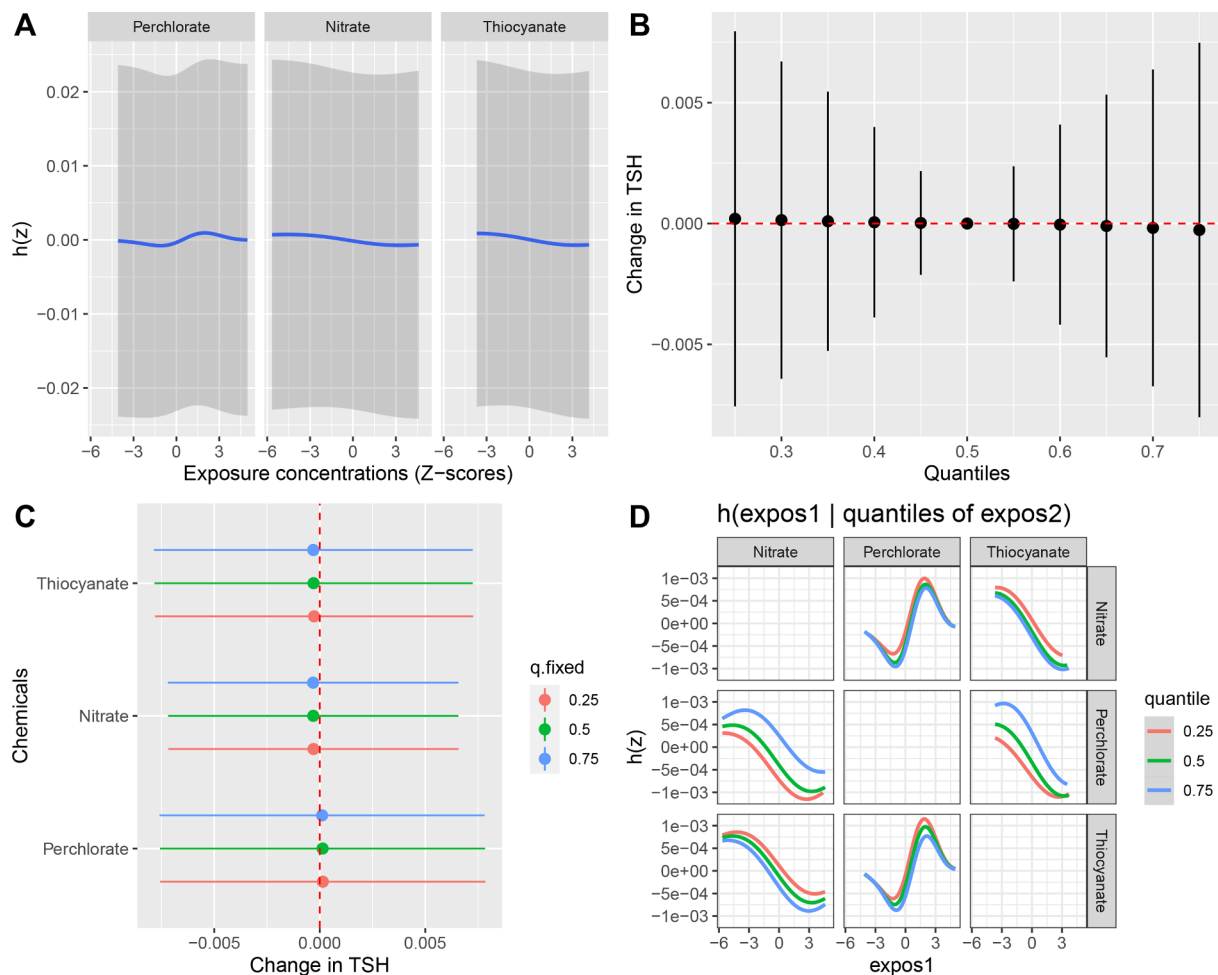 A
Perchlorate Nitrate Thiocyanate
0.02
0.01
0.00
−0.01
−0.02
h(z)
−6 −3 0 3 −6 −3 0 3 −6 −3 0 3
Exposure concentrations (Z−scores)
B
0.005
0.000
−0.005
Change in TSH
0.3 0.4 0.5 0.6 0.7
Quantiles
C
Thiocyanate
Nitrate
Perchlorate
Chemicals
−0.005 0.000 0.005
Change in TSH
q.fixed
0.25
0.5
0.75
D
h(expos1 | quantiles of expos2)
Nitrate Perchlorate Thiocyanate
1e−03
5e−04
0e+00
−5e−04
−1e−03
Nitrate
1e−03
5e−04
0e+00
−5e−04
−1e−03
Perchlorate
1e−03
5e−04
0e+00
−5e−04
−1e−03
Thiocyanate
h(z)
−6 −3 0 3 −6 −3 0 3 −6 −3 0 3
expos1
quantile
0.25
0.5
0.75